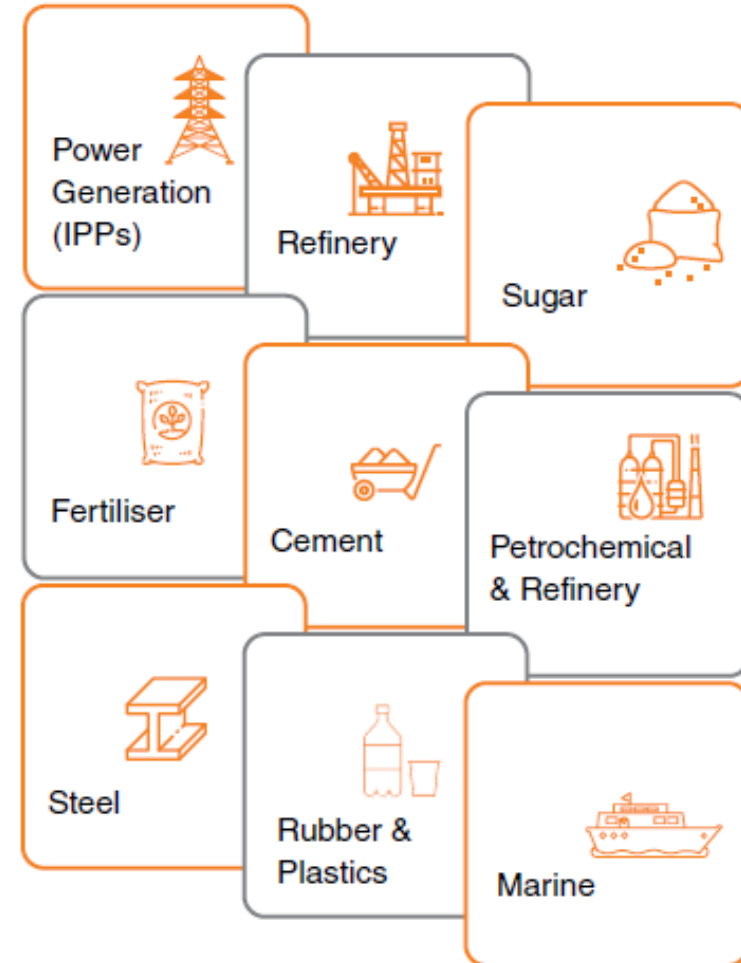 Power
Generation
(IPPs)
Refinery
Sugar
Fertiliser
Cement
Petrochemical
& Refinery
Steel
Rubber &
Plastics
Marine